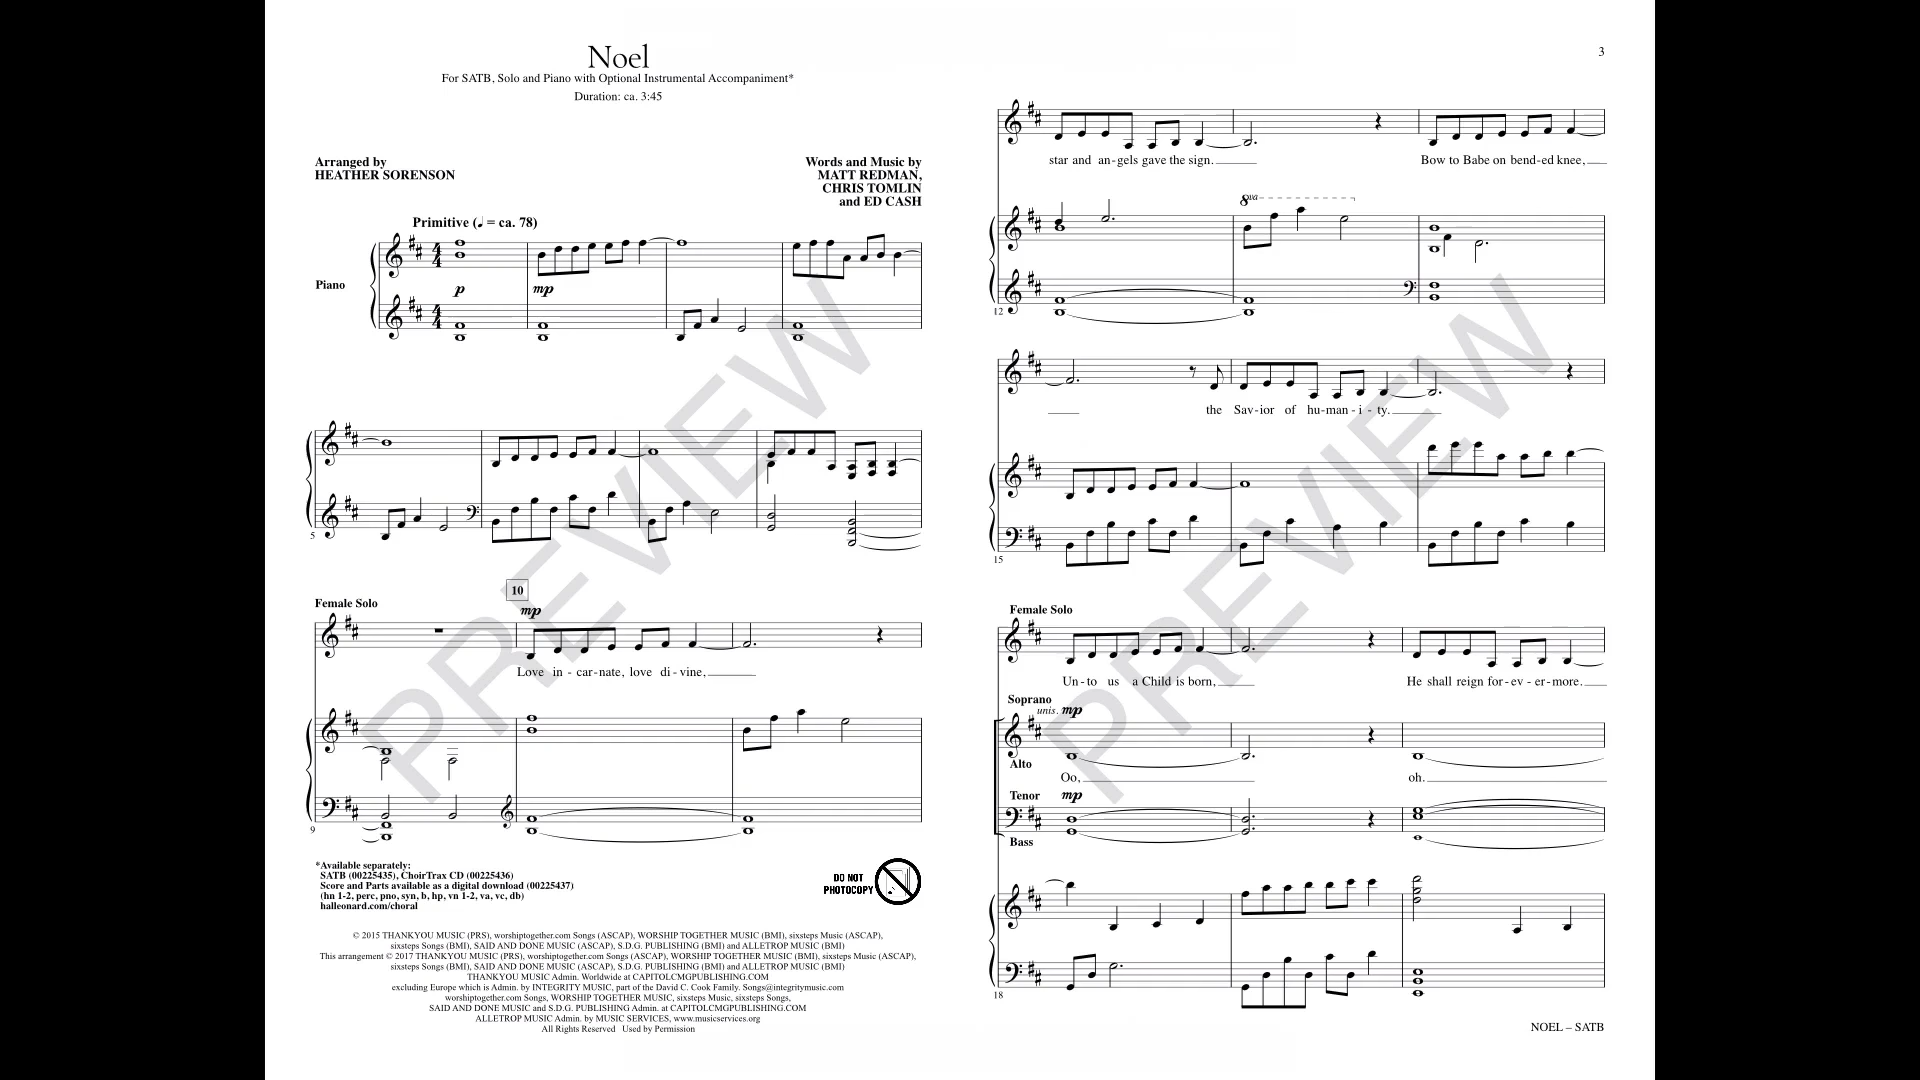 Noel
For SATB, Solo and Piano with Optional Instrumental Accompaniment*
Duration: ca. 3:45
Arranged by
HEATHER SORENSON
Words and Music by
MATT REDMAN,
CHRIS TOMLIN
and ED CASH
Primitive (♩ = ca. 78)
Piano
p
mp
5
Female Solo
10
mp
Love in - car-nate, love di - vine,
9
*Available separately:
SATB (00225435), ChoirTrax CD (00225436)
Score and Parts available as a digital download (00225437)
(hn 1-2, perc, pno, syn, b, hp, vn 1-2, va, vc, db)
halleonard.com/choral
DO NOT
PHOTOCOPY
© 2015 THANKYOU MUSIC (PRS), worshiptogether.com Songs (ASCAP), WORSHIP TOGETHER MUSIC (BMI), sixsteps Music (ASCAP),
sixsteps Songs (BMI), SAID AND DONE MUSIC (ASCAP), S.D.G. PUBLISHING (BMI) and ALLETROP MUSIC (BMI)
This arrangement © 2017 THANKYOU MUSIC (PRS), worshiptogether.com Songs (ASCAP), WORSHIP TOGETHER MUSIC (BMI), sixsteps Music (ASCAP),
sixsteps Songs (BMI), SAID AND DONE MUSIC (ASCAP), S.D.G. PUBLISHING (BMI) and ALLETROP MUSIC (BMI)
THANKYOU MUSIC Admin. Worldwide at CAPITOLCMGPUBLISHING.COM
excluding Europe which is Admin. by INTEGRITY MUSIC, part of the David C. Cook Family. Songs@integritymusic.com
worshiptogether.com Songs, WORSHIP TOGETHER MUSIC, sixsteps Music, sixsteps Songs,
SAID AND DONE MUSIC and S.D.G. PUBLISHING Admin. at CAPITOLCMGPUBLISHING.COM
ALLETROP MUSIC Admin. by MUSIC SERVICES, www.musicservices.org
All Rights Reserved Used by Permission
PREVIEW
3
star and an-gels gave the sign. Bow to Babe on bend-ed knee,
8va
12
the Sav-ior of hu-man - i - ty.
15
Female Solo
Un-to us a Child is born, He shall reign for-ev - er-more.
Soprano
unis. mp
Alto
Oo, oh.
Tenor
mp
Bass
18
NOEL – SATB
PREVIEW